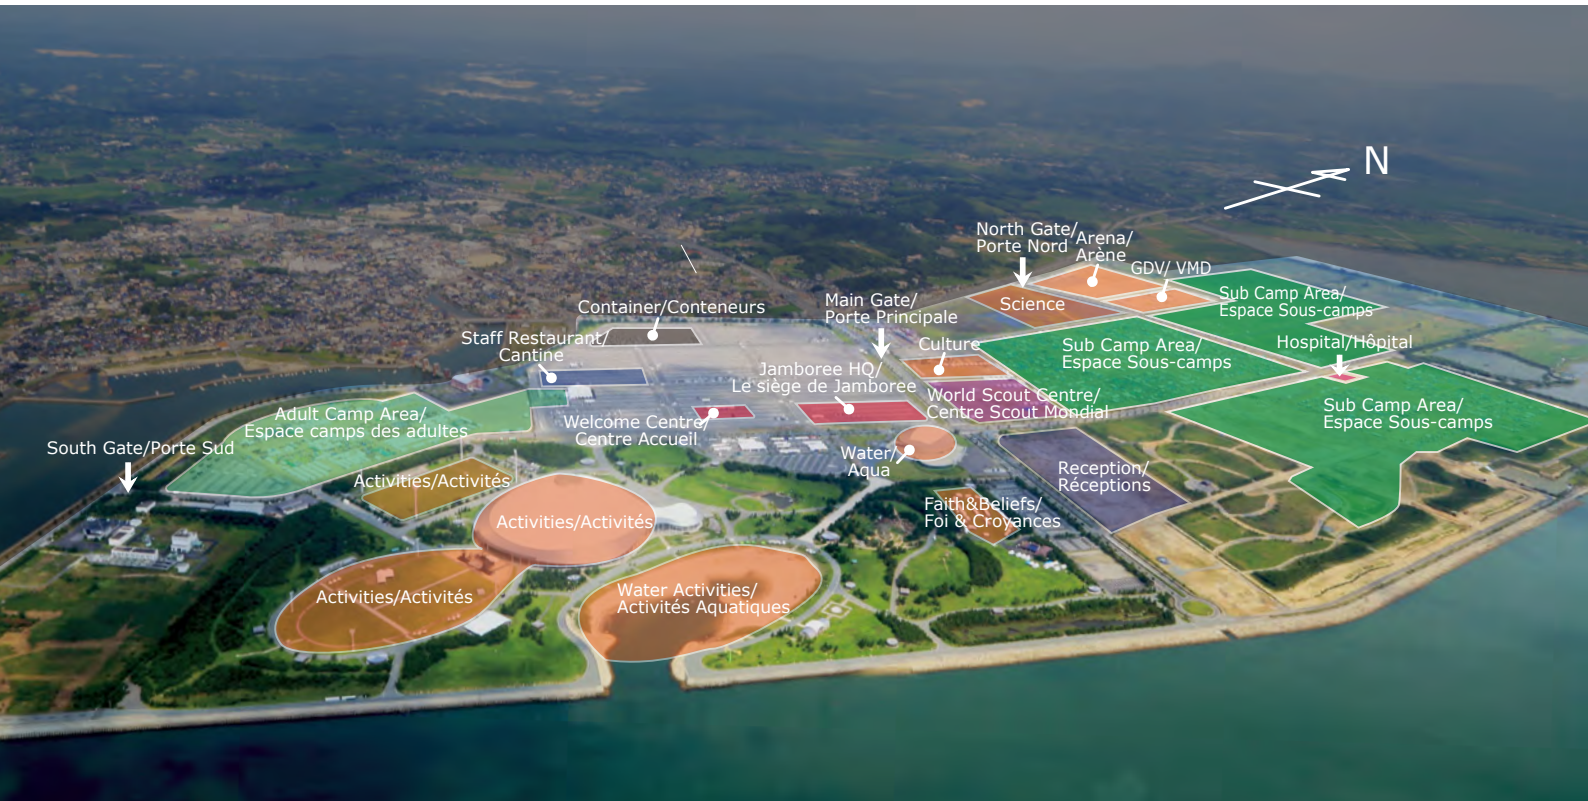 N
North Gate/
Porte Nord
Arena/
Arène
GDV/ VMD
Science
Sub Camp Area/
Espace Sous-camps
Container/Conteneurs
Main Gate/
Porte Principale
Staff Restaurant/
Cantine
Culture
Sub Camp Area/
Espace Sous-camps
Hospital/Hôpital
Jamboree HQ/
Le siège de Jamboree
World Scout Centre/
Centre Scout Mondial
Sub Camp Area/
Espace Sous-camps
Adult Camp Area/
Espace camps des adultes
Welcome Centre/
Centre Accueil
South Gate/Porte Sud
Water/
Aqua
Reception/
Réceptions
Activities/Activités
Faith&Beliefs/
Foi & Croyances
Activities/Activités
Activities/Activités
Water Activities/
Activités Aquatiques